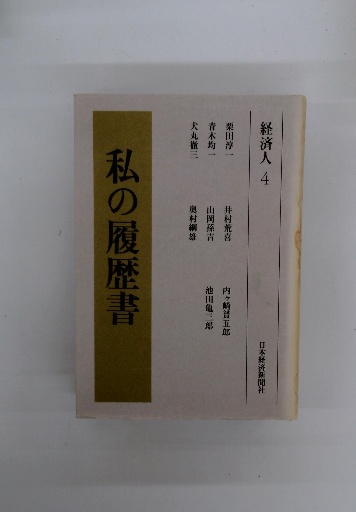 経済人 4
栗田淳一 井村荒喜 内ヶ崎贇五郎
青木均一 山岡孫吉 池田亀三郎
犬丸徹三 奥村綱雄
日本経済新聞社
私の履歴書